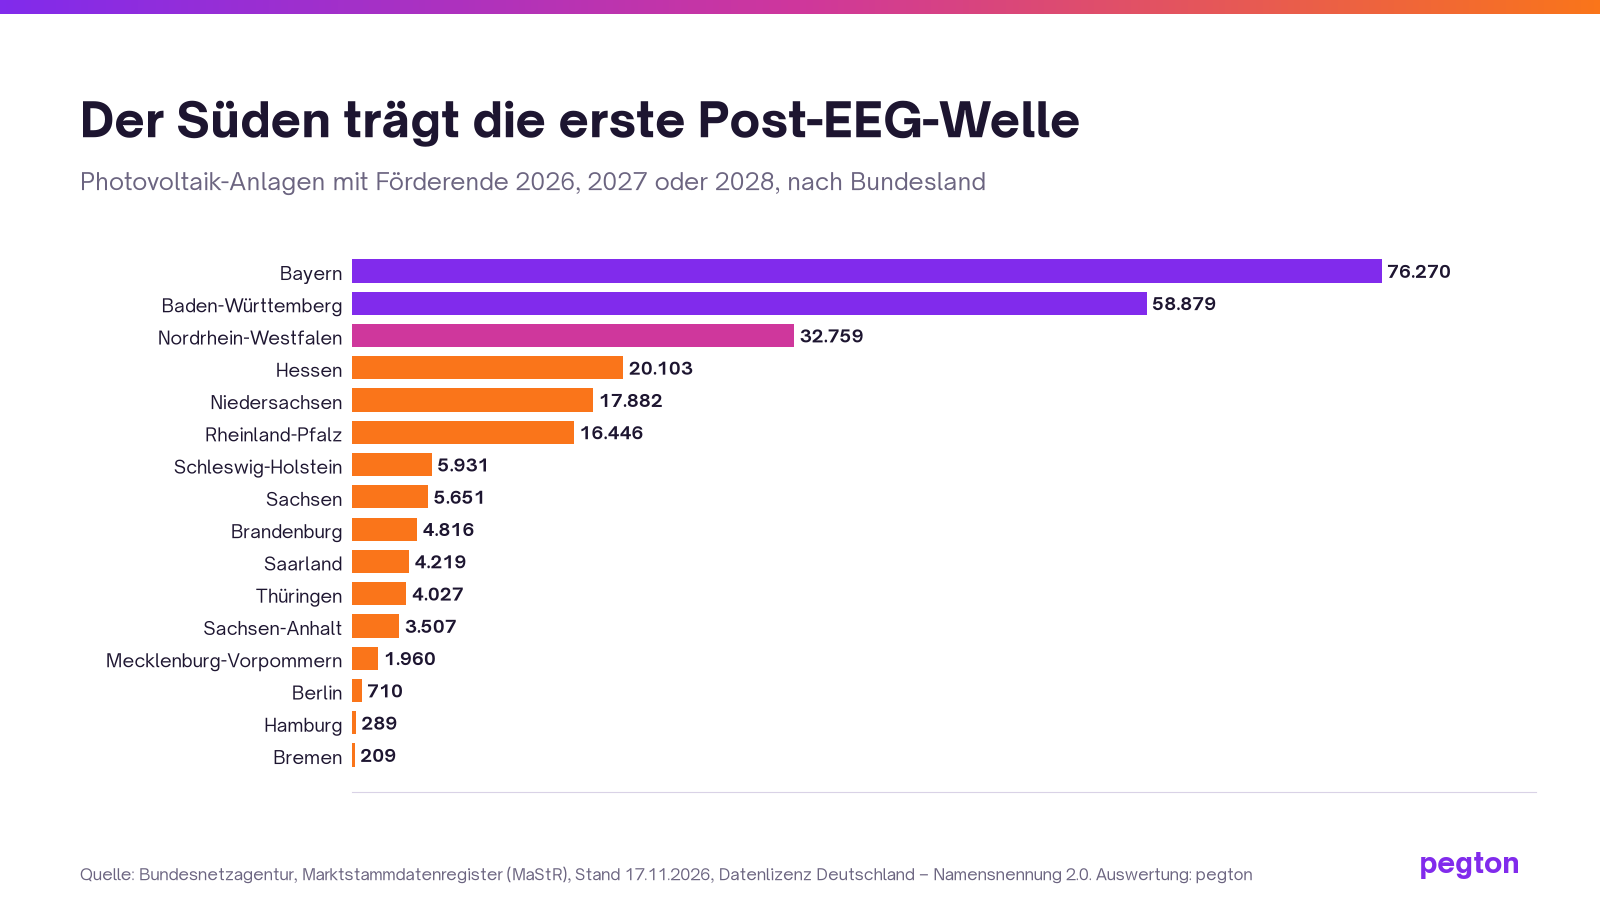 Der Süden trägt die erste Post-EEG-Welle
Photovoltaik-Anlagen mit Förderende 2026, 2027 oder 2028, nach Bundesland
Bayern 76.270
Baden-Württemberg 58.879
Nordrhein-Westfalen 32.759
Hessen 20.103
Niedersachsen 17.882
Rheinland-Pfalz 16.446
Schleswig-Holstein 5.931
Sachsen 5.651
Brandenburg 4.816
Saarland 4.219
Thüringen 4.027
Sachsen-Anhalt 3.507
Mecklenburg-Vorpommern 1.960
Berlin 710
Hamburg 289
Bremen 209
Quelle: Bundesnetzagentur, Marktstammdatenregister (MaStR), Stand 17.11.2026, Datenlizenz Deutschland – Namensnennung 2.0. Auswertung: pegton
pegton